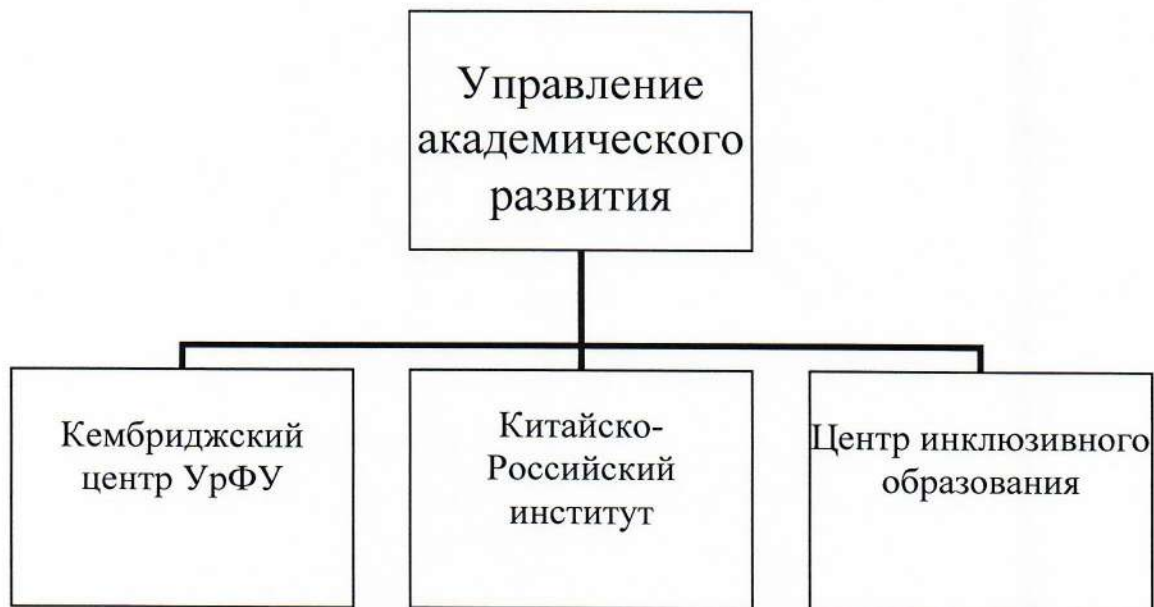 Управление
академического
развития
Кембриджский
центр УрФУ
Китайско-
Российский
институт
Центр инклюзивного
образования